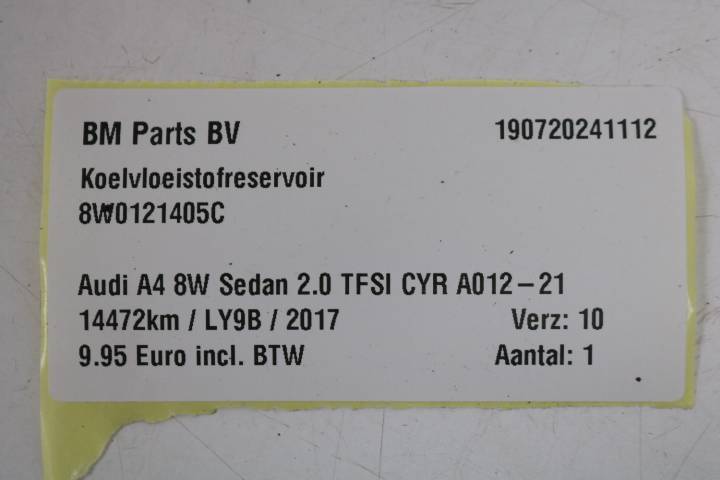 BM Parts BV 190720241112
Koelvloeistofreservoir
8W0121405C
Audi A4 8W Sedan 2.0 TFSI CYR A012-21
14472km / LY9B / 2017 Verz: 10
9.95 Euro incl. BTW Aantal: 1